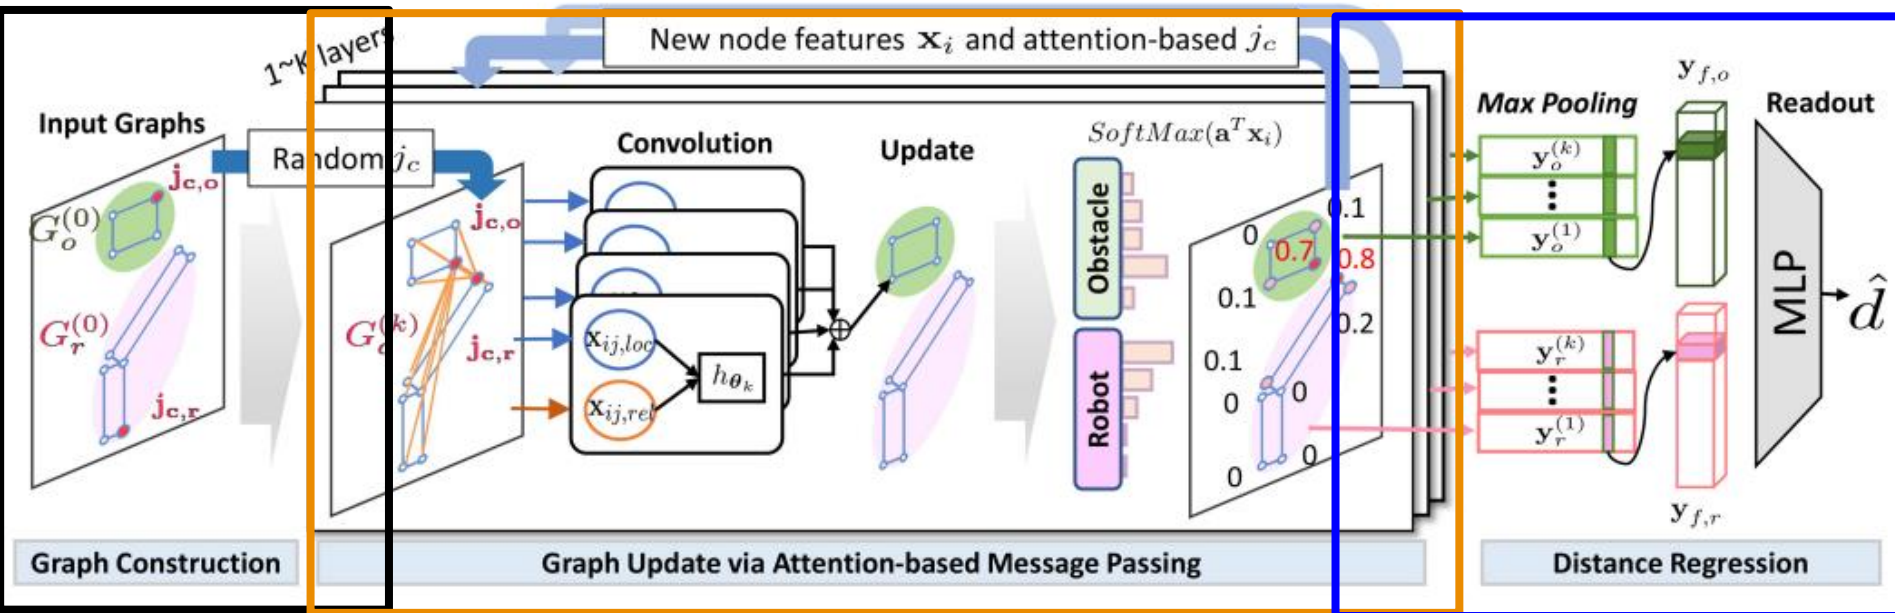 1~K layers
New node features x_i and attention-based j_c
Input Graphs
Random j_c
j_c,o
G_o^(0)
G_r^(0)
j_c,r
j_c,o
j_c,r
Convolution
x_ij,loc
x_ij,rel
h_θ_k
Update
SoftMax(a^T x_i)
Obstacle
Robot
0.1
0
0.7
0.8
0.1
0.2
0.1
0
0
0
0
Max Pooling
y_o^(k)
y_o^(1)
y_r^(k)
y_r^(1)
y_f,o
y_f,r
Readout
MLP
d̂
Graph Construction
Graph Update via Attention-based Message Passing
Distance Regression